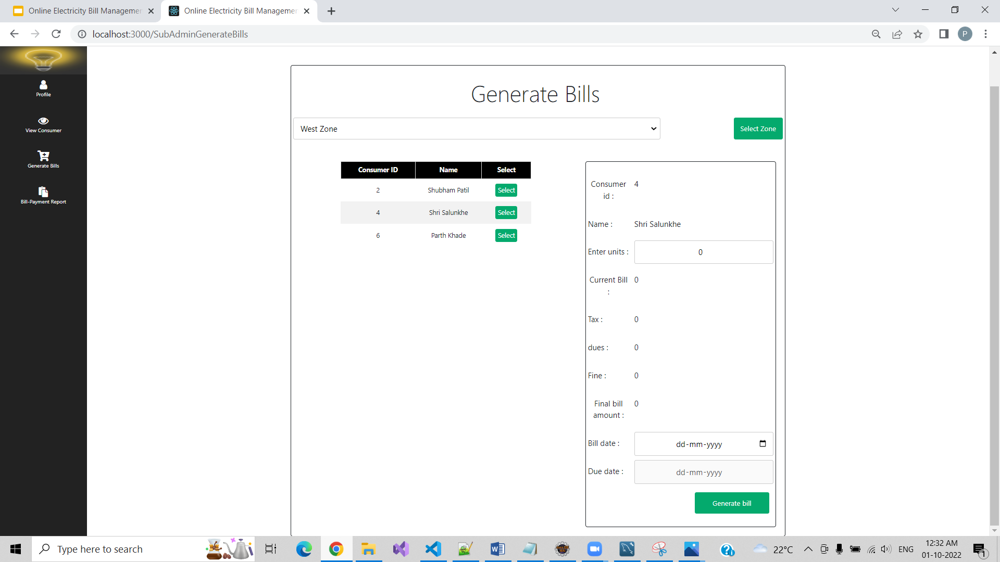 Online Electricity Bill Managemen
Online Electricity Bill Managemen
localhost:3000/SubAdminGenerateBills
P
Profile
View Consumer
Generate Bills
Bill-Payment Report
Generate Bills
West Zone
Select Zone
Consumer ID Name Select
2 Shubham Patil Select
4 Shri Salunkhe Select
6 Parth Khade Select
Consumer id : 4
Name : Shri Salunkhe
Enter units : 0
Current Bill : 0
Tax : 0
dues : 0
Fine : 0
Final bill amount : 0
Bill date : dd-mm-yyyy
Due date : dd-mm-yyyy
Generate bill
Type here to search
22°C
ENG
12:32 AM
01-10-2022
1